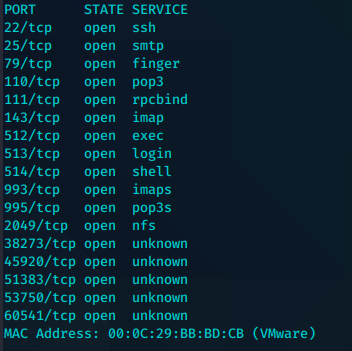 PORT STATE SERVICE
22/tcp open ssh
25/tcp open smtp
79/tcp open finger
110/tcp open pop3
111/tcp open rpcbind
143/tcp open imap
512/tcp open exec
513/tcp open login
514/tcp open shell
993/tcp open imaps
995/tcp open pop3s
2049/tcp open nfs
38273/tcp open unknown
45920/tcp open unknown
51383/tcp open unknown
53750/tcp open unknown
60541/tcp open unknown
MAC Address: 00:0C:29:BB:BD:CB (VMware)